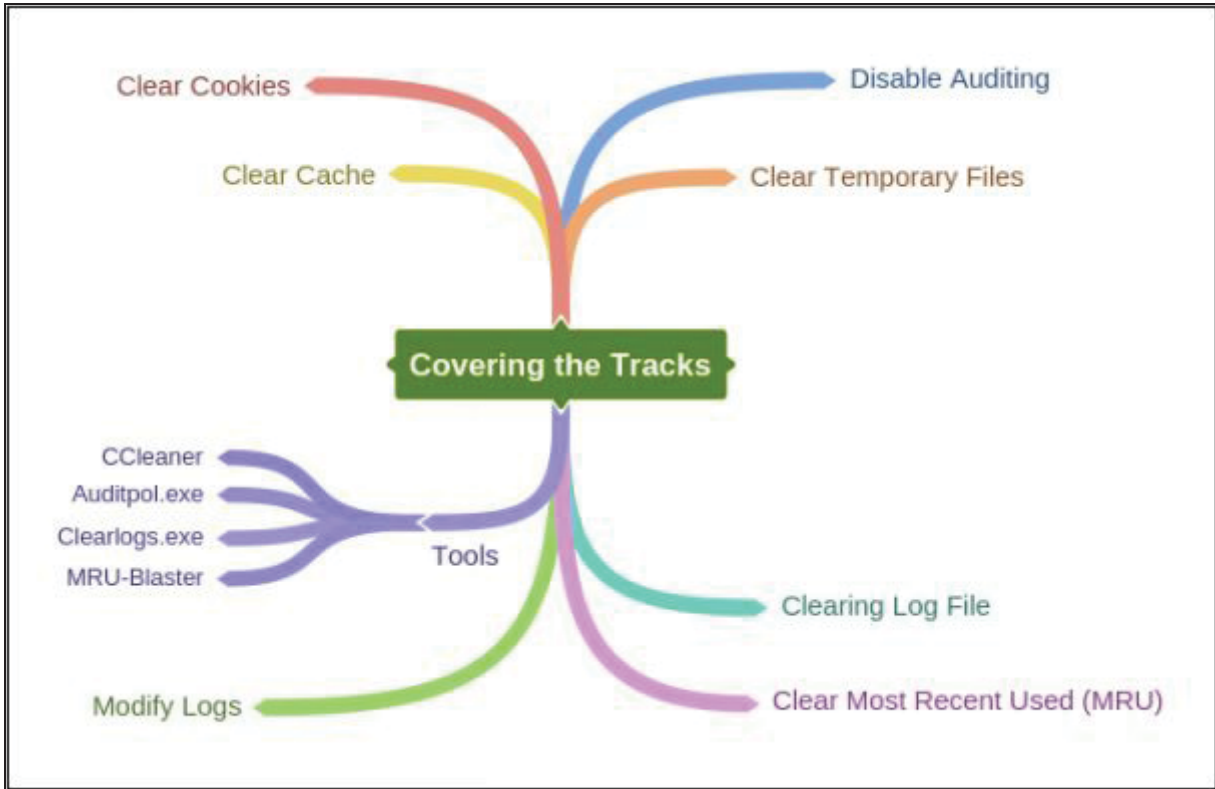 Clear Cookies
Disable Auditing
Clear Cache
Clear Temporary Files
Covering the Tracks
CCleaner
Auditpol.exe
Clearlogs.exe
MRU-Blaster
Tools
Clearing Log File
Modify Logs
Clear Most Recent Used (MRU)